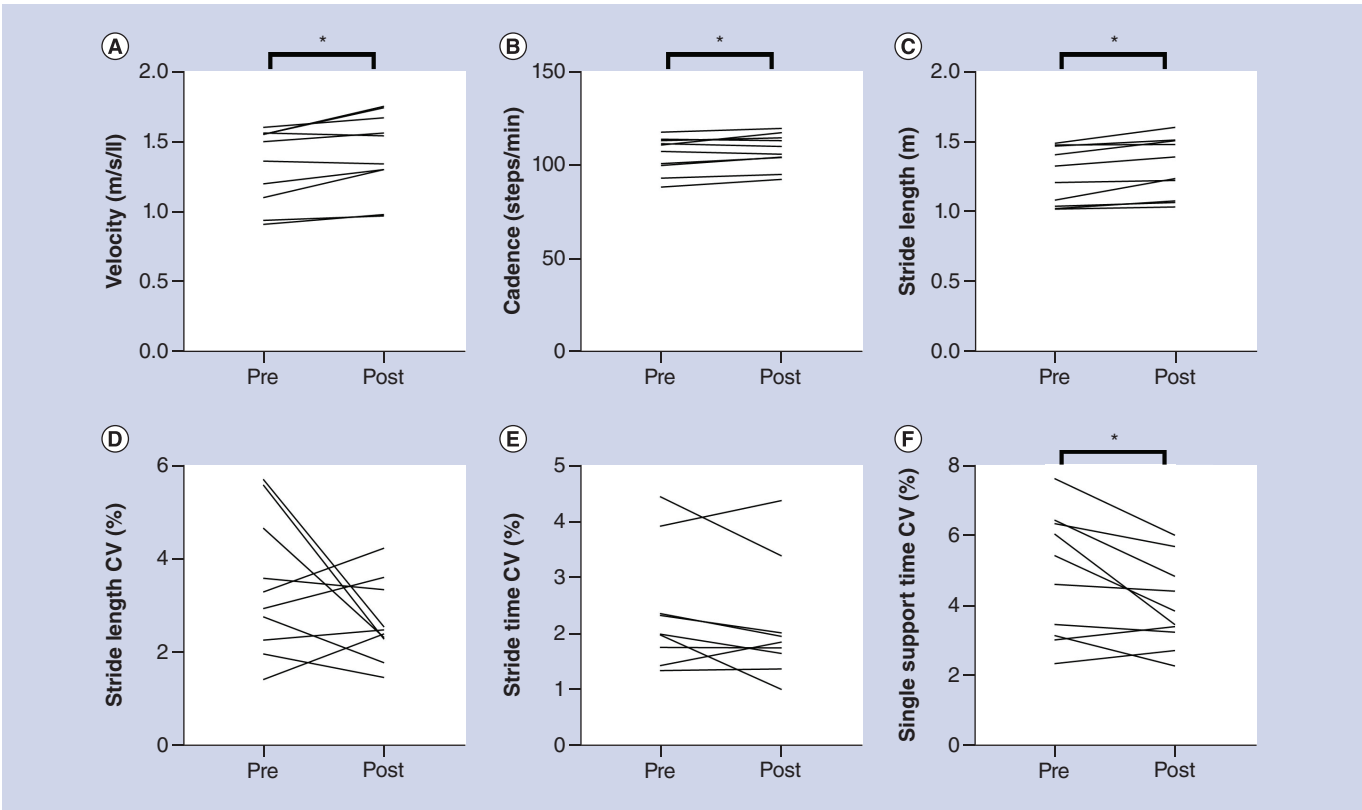 A
*
Velocity (m/s/ll)
2.0
1.5
1.0
0.5
0.0
Pre
Post
B
*
Cadence (steps/min)
150
100
50
0
Pre
Post
C
*
Stride length (m)
2.0
1.5
1.0
0.5
0.0
Pre
Post
D
Stride length CV (%)
6
4
2
0
Pre
Post
E
Stride time CV (%)
5
4
3
2
1
0
Pre
Post
F
*
Single support time CV (%)
8
6
4
2
0
Pre
Post